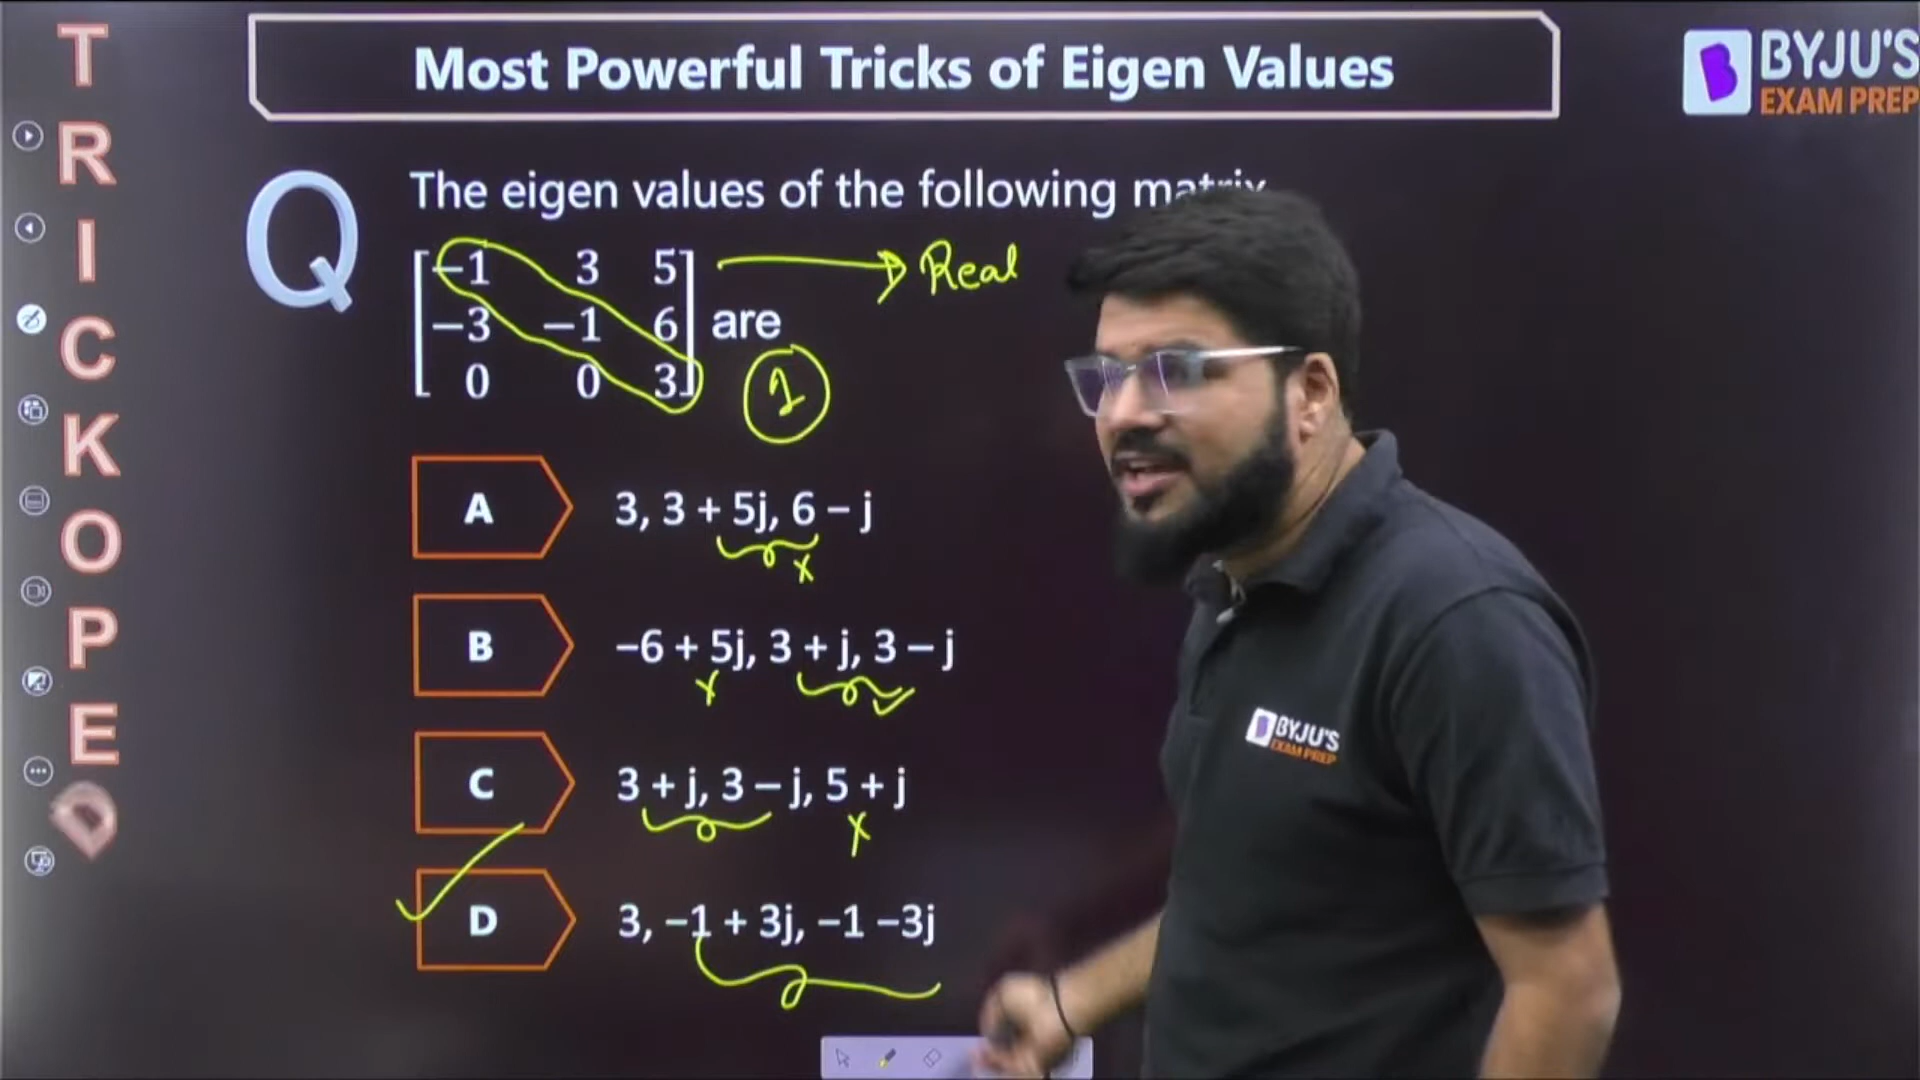 TRICKOPEDI
Most Powerful Tricks of Eigen Values
BYJU'S
EXAM PREP
Q
The eigen values of the following matrix
−1 3 5
−3 −1 6
0 0 3
are
Real
1
A 3, 3 + 5j, 6 – j
x
B –6 + 5j, 3 + j, 3 – j
x
C 3 + j, 3 – j, 5 + j
x
D 3, –1 + 3j, –1 –3j
BYJU'S
EXAM PREP